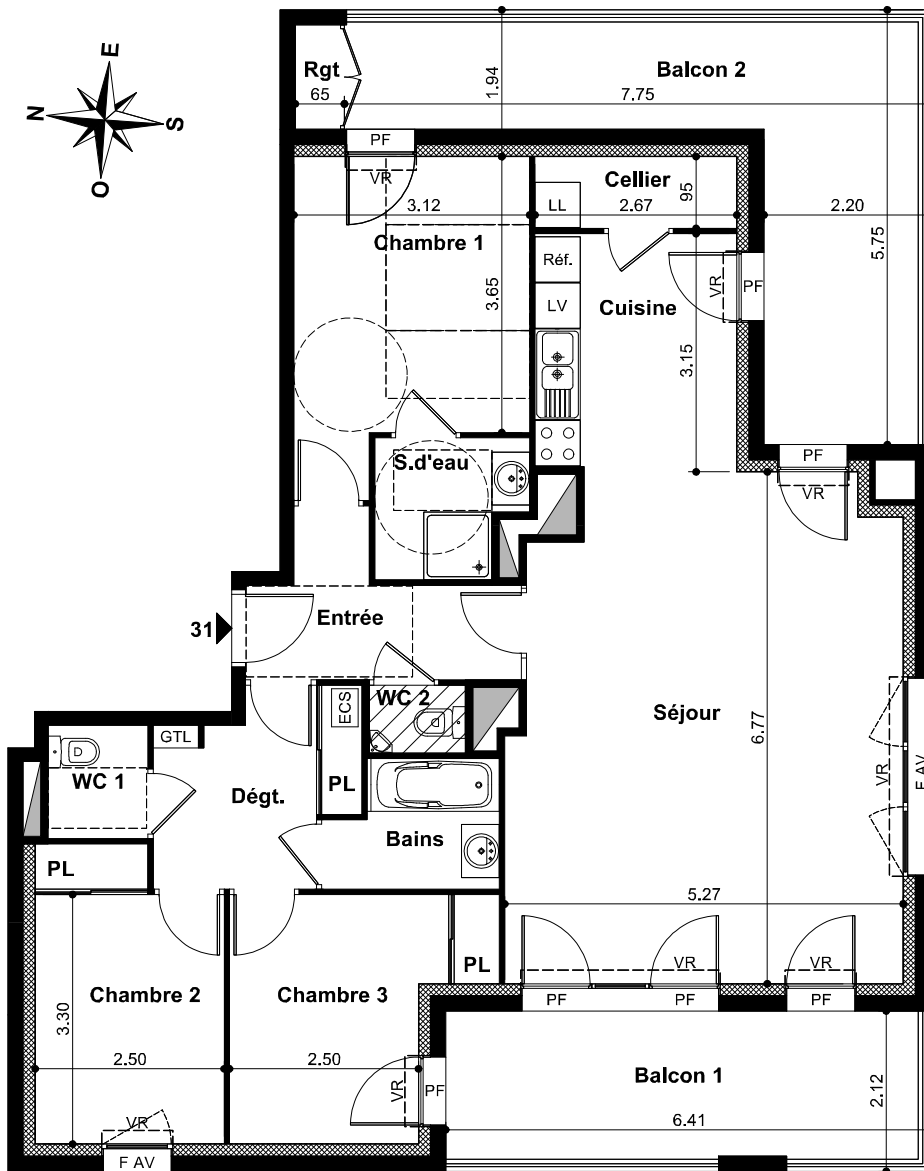 E
N
S
O
Rgt
65
1.94
Balcon 2
7.75
PF
VR
3.12
Chambre 1
3.65
Cellier
95
LL
2.67
2.20
5.75
Réf.
LV
Cuisine
VR
PF
3.15
S.d'eau
PF
VR
31
Entrée
WC 2
ECS
GTL
WC 1
Dégt.
PL
Bains
Séjour
6.77
VR
F AV
PL
5.27
PL
VR
VR
PF
PF
PF
Chambre 2
Chambre 3
3.30
2.50
2.50
VR
PF
Balcon 1
2.12
6.41
VR
F AV